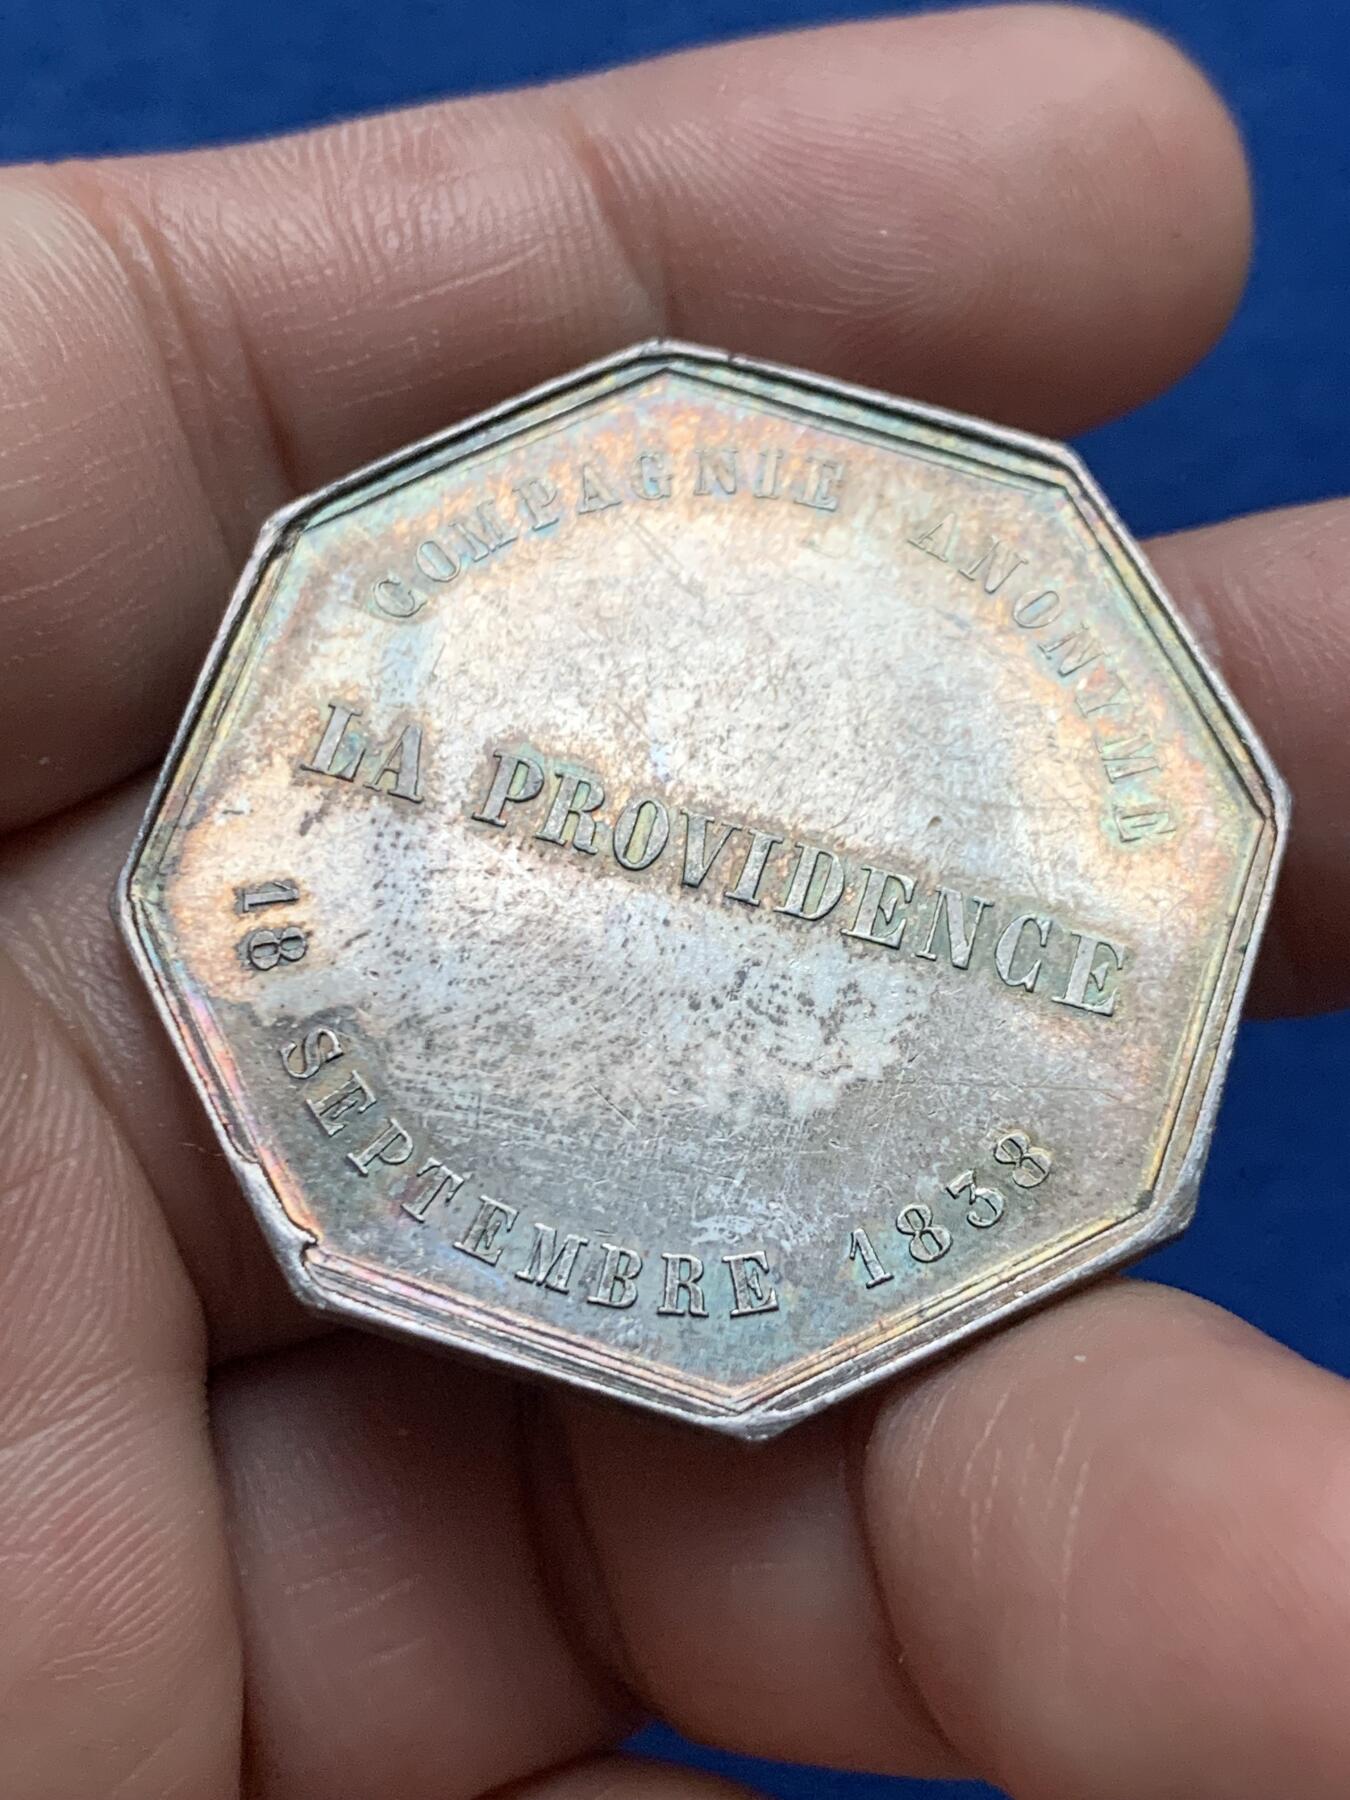 COMPAGNIE ANONYME
LA PROVIDENCE
18 SEPTEMBRE 1838